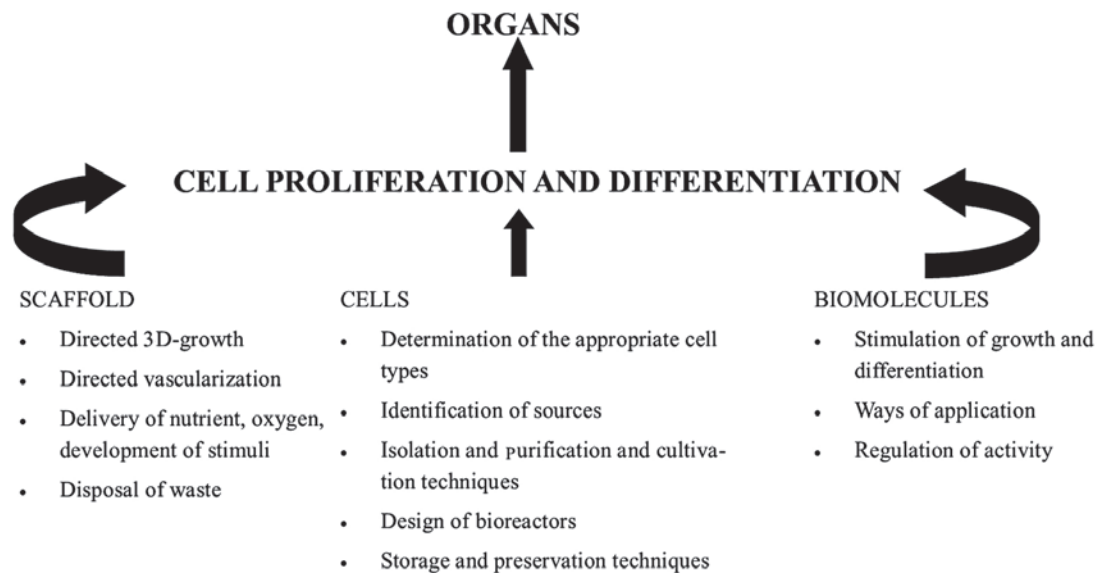 ORGANS
CELL PROLIFERATION AND DIFFERENTIATION
SCAFFOLD
• Directed 3D-growth
• Directed vascularization
• Delivery of nutrient, oxygen,
development of stimuli
• Disposal of waste
CELLS
• Determination of the appropriate cell
types
• Identification of sources
• Isolation and purification and cultiva-
tion techniques
• Design of bioreactors
• Storage and preservation techniques
BIOMOLECULES
• Stimulation of growth and
differentiation
• Ways of application
• Regulation of activity